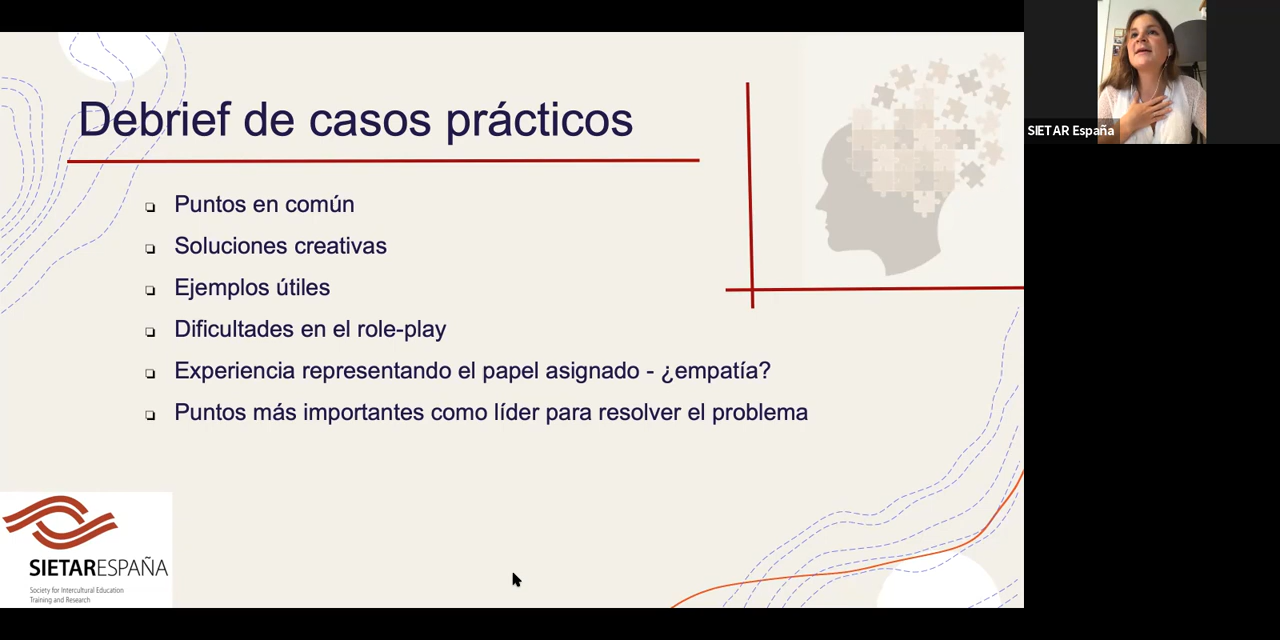 Debrief de casos prácticos
Puntos en común
Soluciones creativas
Ejemplos útiles
Dificultades en el role-play
Experiencia representando el papel asignado - ¿empatía?
Puntos más importantes como líder para resolver el problema
SIETARESPAÑA
Society for Intercultural Education
Training and Research
SIETAR España